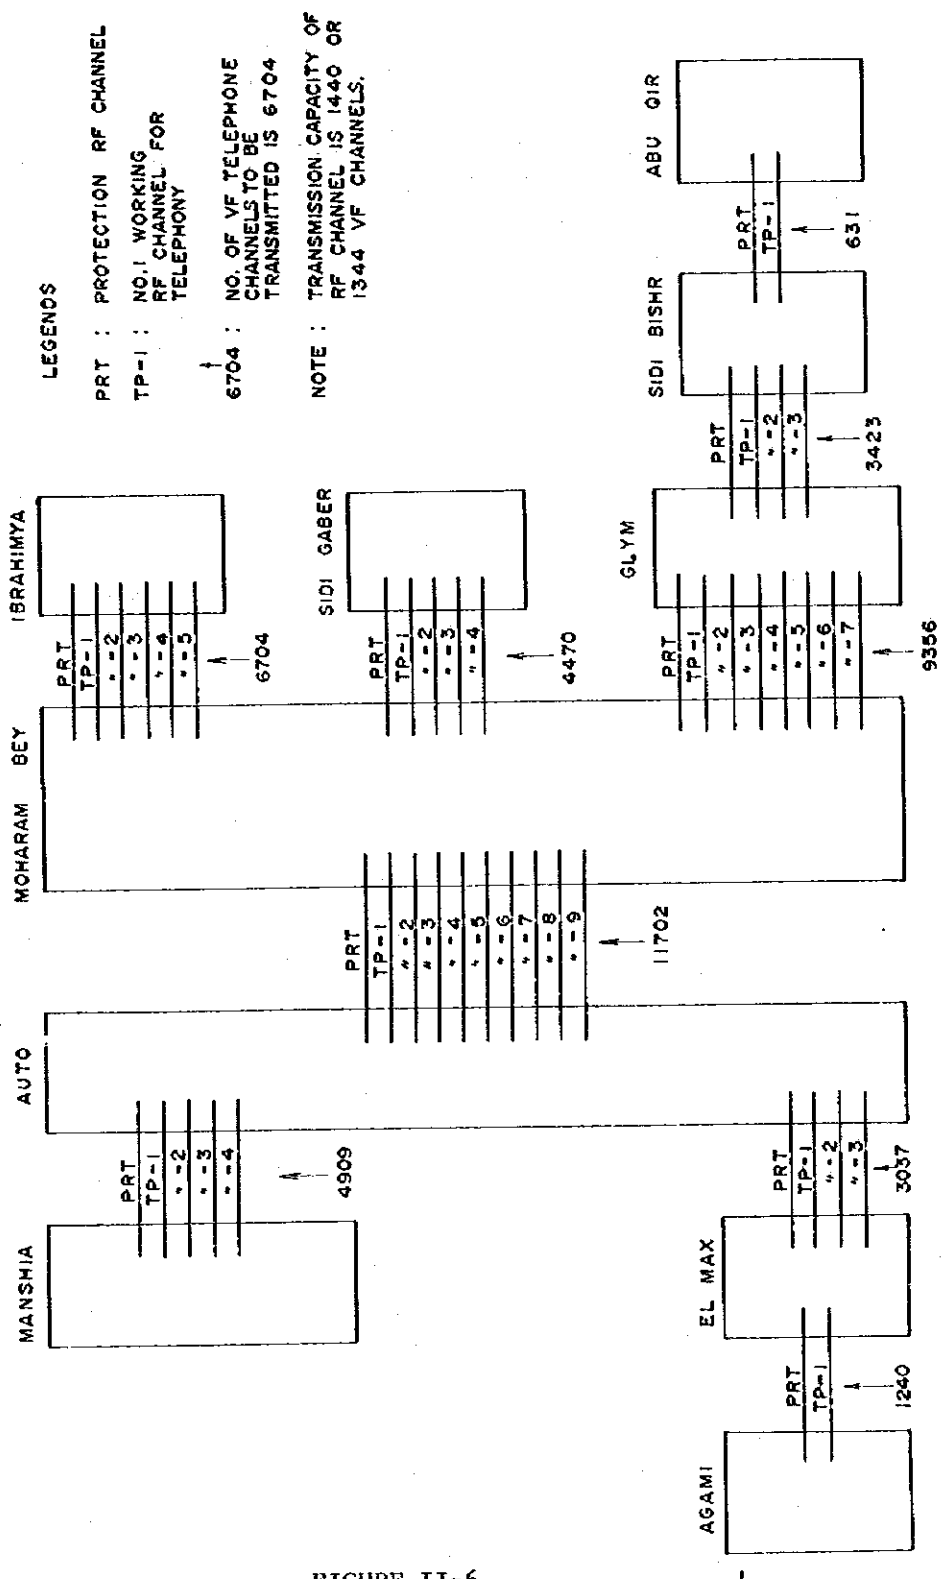 LEGENOS
PRT : PROTECTION RF CHANNEL
TP-1 : NO.1 WORKING
RF CHANNEL FOR
TELEPHONY
6704 : NO. OF VF TELEPHONE
CHANNELS TO BE
TRANSMITTED IS 6704
NOTE : TRANSMISSION CAPACITY OF
RF CHANNEL IS 1440 OR
1344 VF CHANNELS.
MANSHIA
PRT
TP-1
" -2
" -3
" -4
4909
AUTO
PRT
TP-1
" -2
" -3
" -4
" -5
" -6
" -7
" -8
" -9
11702
MOHARAM BEY
PRT
TP-1
" -2
" -3
" -4
" -5
6704
IBRAHIMYA
PRT
TP-1
" -2
" -3
" -4
4470
SIDI GABER
AGAMI
PRT
TP-1
1240
EL MAX
PRT
TP-1
" -2
" -3
3037
PRT
TP-1
" -2
" -3
" -4
" -5
" -6
" -7
9356
GLYM
PRT
TP-1
" -2
" -3
3423
SIDI BISHR
PRT
TP-1
631
ABU QIR
FIGURE II-6